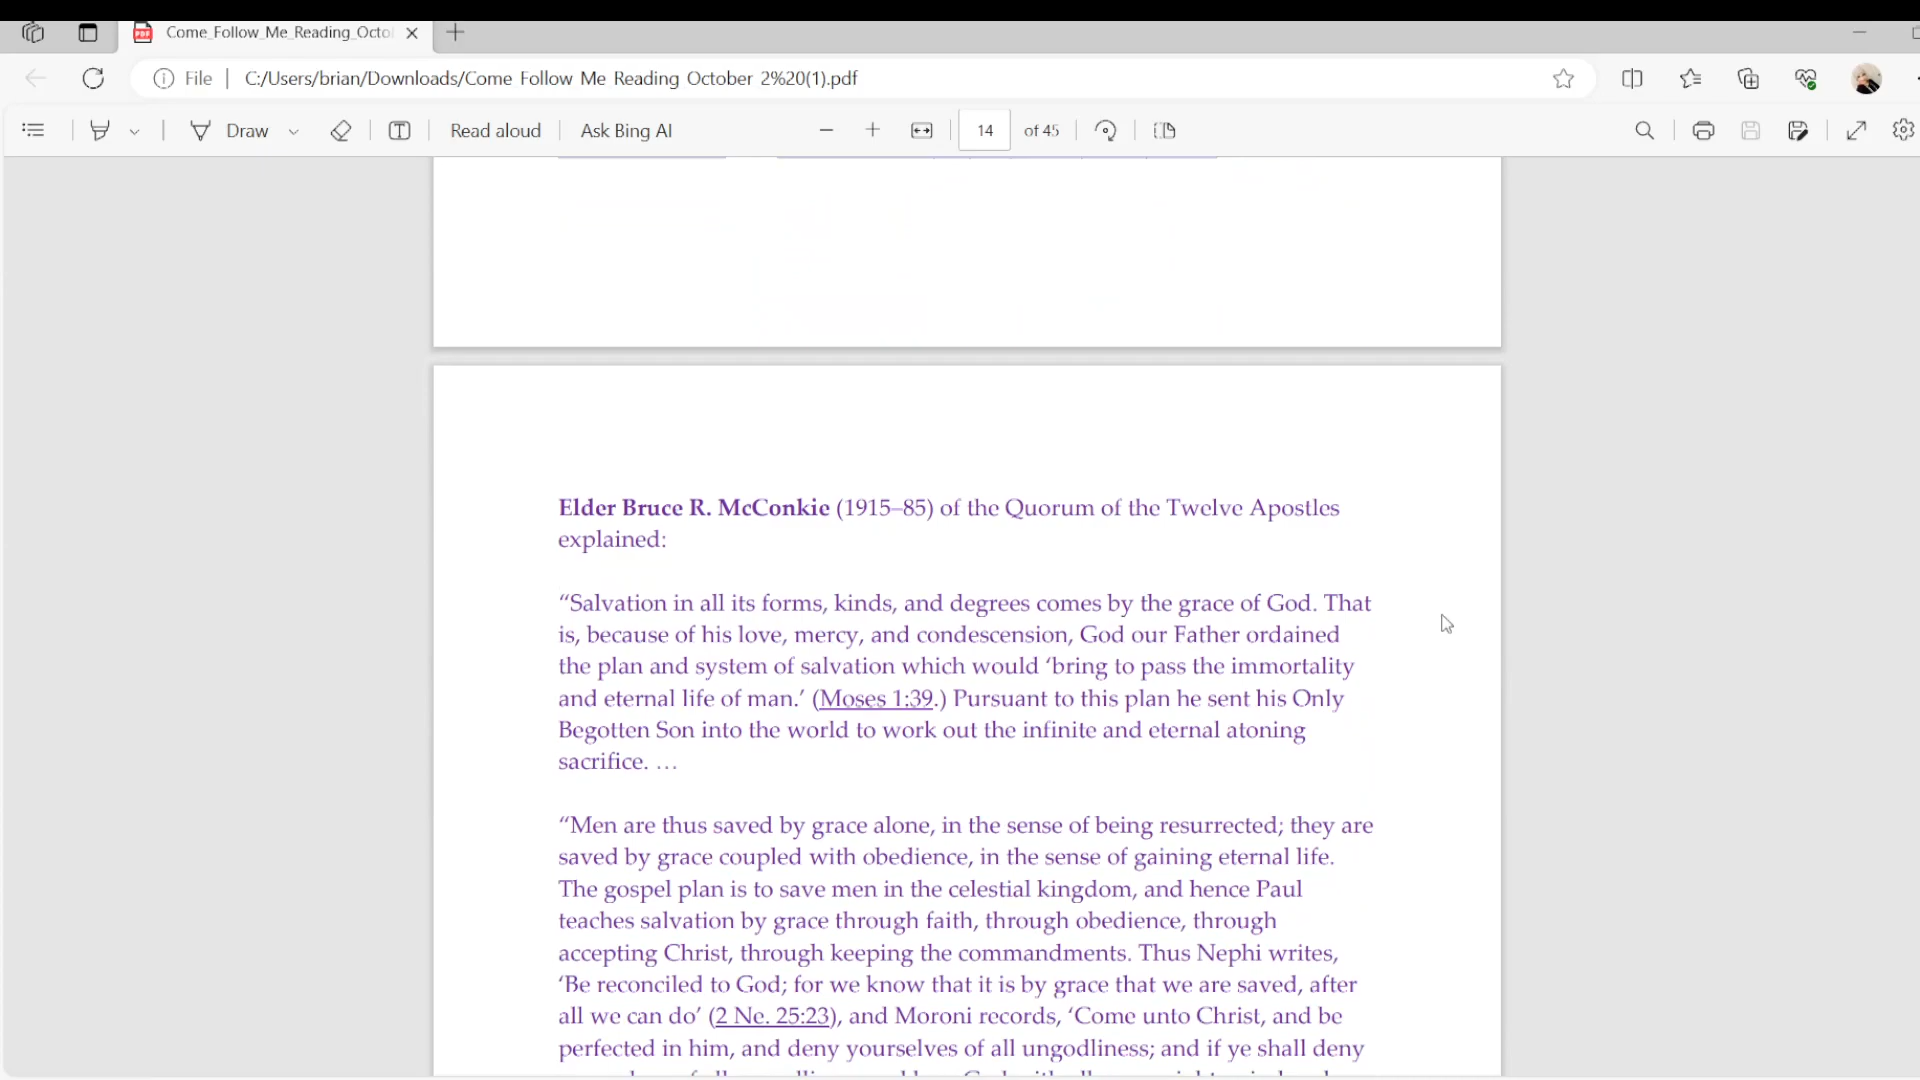 Come_Follow_Me_Reading_Octo
File
C:/Users/brian/Downloads/Come Follow Me Reading October 2%20(1).pdf
Draw
Read aloud
Ask Bing AI
14
of 45
Elder Bruce R. McConkie (1915–85) of the Quorum of the Twelve Apostles
explained:
“Salvation in all its forms, kinds, and degrees comes by the grace of God. That
is, because of his love, mercy, and condescension, God our Father ordained
the plan and system of salvation which would ‘bring to pass the immortality
and eternal life of man.’ (Moses 1:39.) Pursuant to this plan he sent his Only
Begotten Son into the world to work out the infinite and eternal atoning
sacrifice. …
“Men are thus saved by grace alone, in the sense of being resurrected; they are
saved by grace coupled with obedience, in the sense of gaining eternal life.
The gospel plan is to save men in the celestial kingdom, and hence Paul
teaches salvation by grace through faith, through obedience, through
accepting Christ, through keeping the commandments. Thus Nephi writes,
‘Be reconciled to God; for we know that it is by grace that we are saved, after
all we can do’ (2 Ne. 25:23), and Moroni records, ‘Come unto Christ, and be
perfected in him, and deny yourselves of all ungodliness; and if ye shall deny